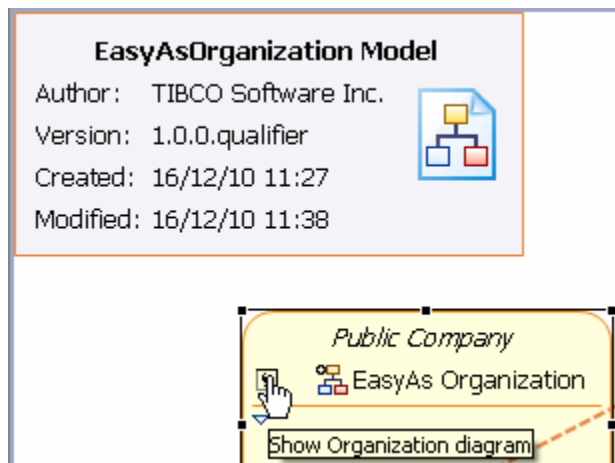 EasyAsOrganization Model
Author: TIBCO Software Inc.
Version: 1.0.0.qualifier
Created: 16/12/10 11:27
Modified: 16/12/10 11:38
Public Company
EasyAs Organization
Show Organization diagram